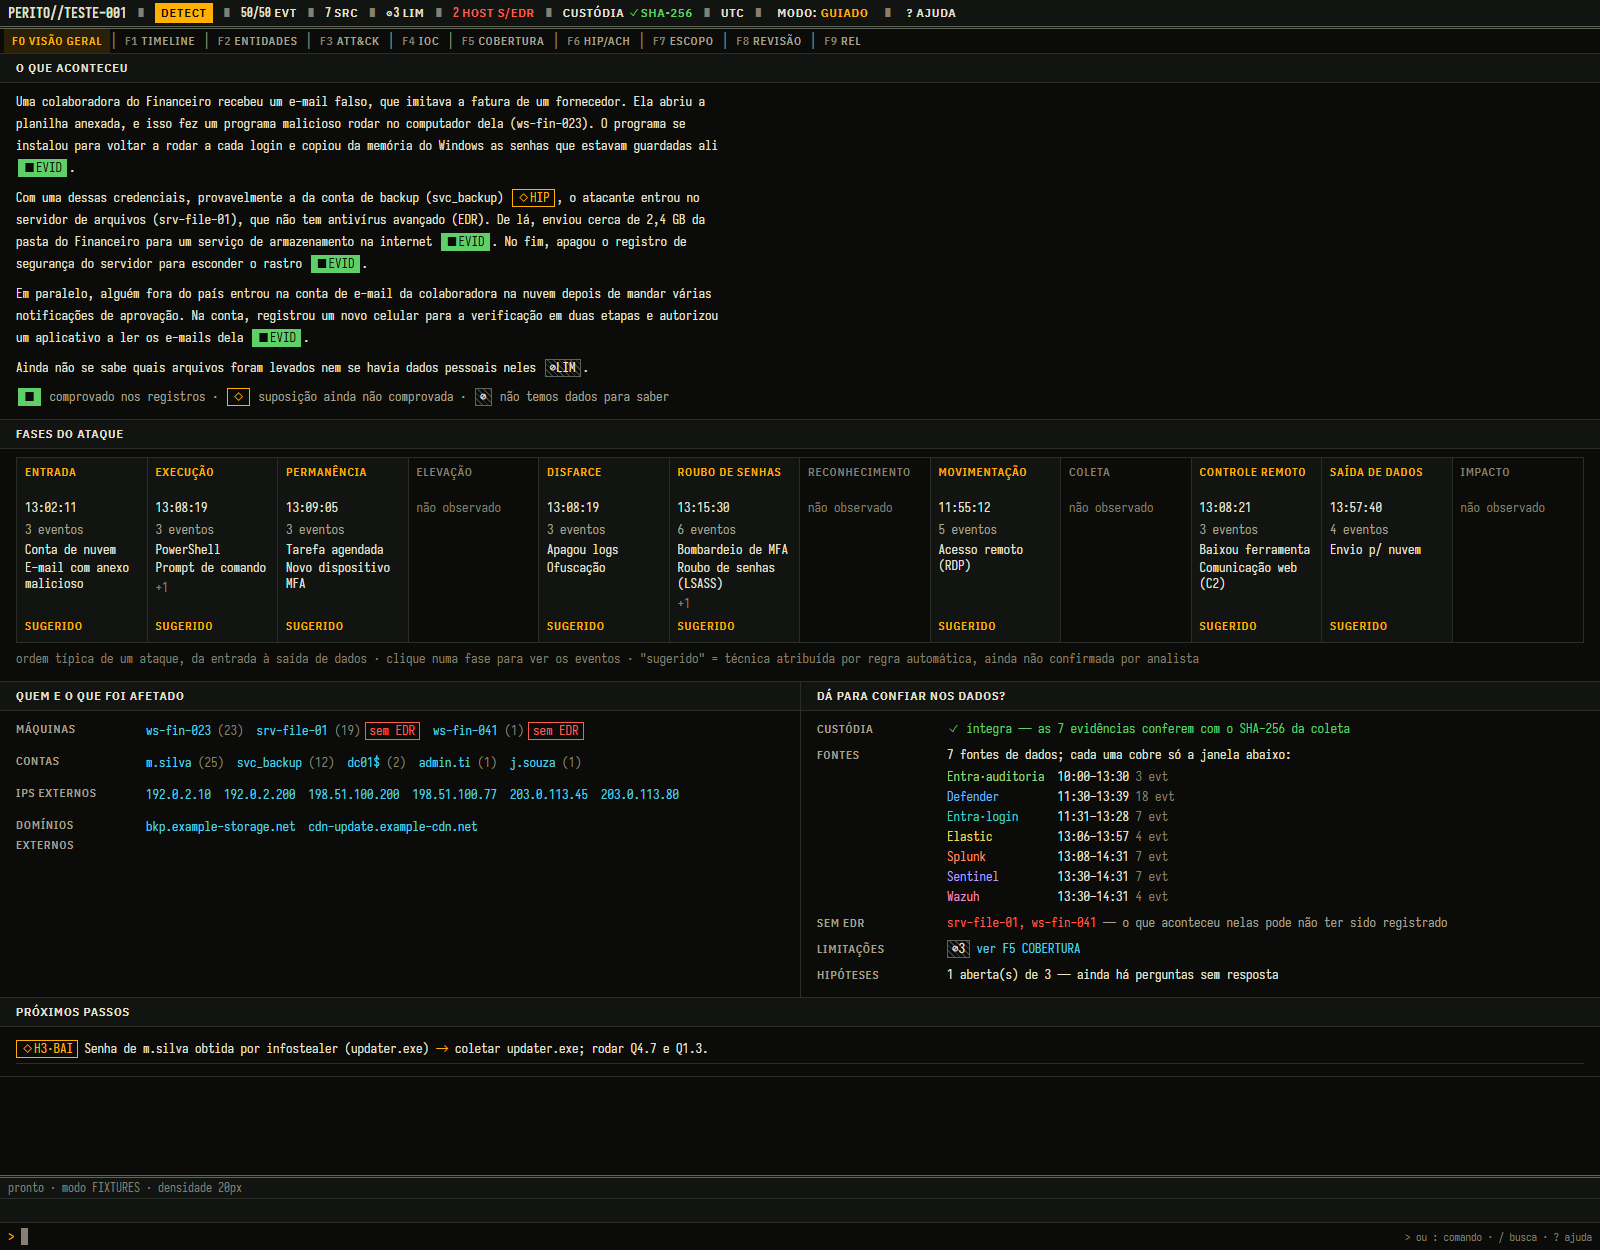 PERITO//TESTE-001 DETECT 50/50 EVT 7 SRC ⊘3 LIM 2 HOST S/EDR CUSTÓDIA ✓SHA-256 UTC MODO: GUIADO ? AJUDA
F0 VISÃO GERAL F1 TIMELINE F2 ENTIDADES F3 ATT&CK F4 IOC F5 COBERTURA F6 HIP/ACH F7 ESCOPO F8 REVISÃO F9 REL
O QUE ACONTECEU
Uma colaboradora do Financeiro recebeu um e-mail falso, que imitava a fatura de um fornecedor. Ela abriu a
planilha anexada, e isso fez um programa malicioso rodar no computador dela (ws-fin-023). O programa se
instalou para voltar a rodar a cada login e copiou da memória do Windows as senhas que estavam guardadas ali
■EVID.
Com uma dessas credenciais, provavelmente a da conta de backup (svc_backup) ◇HIP, o atacante entrou no
servidor de arquivos (srv-file-01), que não tem antivírus avançado (EDR). De lá, enviou cerca de 2,4 GB da
pasta do Financeiro para um serviço de armazenamento na internet ■EVID. No fim, apagou o registro de
segurança do servidor para esconder o rastro ■EVID.
Em paralelo, alguém fora do país entrou na conta de e-mail da colaboradora na nuvem depois de mandar várias
notificações de aprovação. Na conta, registrou um novo celular para a verificação em duas etapas e autorizou
um aplicativo a ler os e-mails dela ■EVID.
Ainda não se sabe quais arquivos foram levados nem se havia dados pessoais neles ⊘LIM.
■ comprovado nos registros · ◇ suposição ainda não comprovada · ⊘ não temos dados para saber
FASES DO ATAQUE
ENTRADA
13:02:11
3 eventos
Conta de nuvem
E-mail com anexo
malicioso
SUGERIDO
EXECUÇÃO
13:08:19
3 eventos
PowerShell
Prompt de comando
+1
SUGERIDO
PERMANÊNCIA
13:09:05
3 eventos
Tarefa agendada
Novo dispositivo
MFA
SUGERIDO
ELEVAÇÃO
não observado
DISFARCE
13:08:19
3 eventos
Apagou logs
Ofuscação
SUGERIDO
ROUBO DE SENHAS
13:15:30
6 eventos
Bombardeio de MFA
Roubo de senhas
(LSASS)
+1
SUGERIDO
RECONHECIMENTO
não observado
MOVIMENTAÇÃO
11:55:12
5 eventos
Acesso remoto
(RDP)
SUGERIDO
COLETA
não observado
CONTROLE REMOTO
13:08:21
3 eventos
Baixou ferramenta
Comunicação web
(C2)
SUGERIDO
SAÍDA DE DADOS
13:57:40
4 eventos
Envio p/ nuvem
SUGERIDO
IMPACTO
não observado
ordem típica de um ataque, da entrada à saída de dados · clique numa fase para ver os eventos · "sugerido" = técnica atribuída por regra automática, ainda não confirmada por analista
QUEM E O QUE FOI AFETADO
MÁQUINAS ws-fin-023 (23) srv-file-01 (19) sem EDR ws-fin-041 (1) sem EDR
CONTAS m.silva (25) svc_backup (12) dc01$ (2) admin.ti (1) j.souza (1)
IPS EXTERNOS 192.0.2.10 192.0.2.200 198.51.100.200 198.51.100.77 203.0.113.45 203.0.113.80
DOMÍNIOS EXTERNOS bkp.example-storage.net cdn-update.example-cdn.net
DÁ PARA CONFIAR NOS DADOS?
CUSTÓDIA ✓ íntegra — as 7 evidências conferem com o SHA-256 da coleta
FONTES 7 fontes de dados; cada uma cobre só a janela abaixo:
Entra·auditoria 10:00–13:30 3 evt
Defender 11:30–13:39 18 evt
Entra·login 11:31–13:28 7 evt
Elastic 13:06–13:57 4 evt
Splunk 13:08–14:31 7 evt
Sentinel 13:30–14:31 7 evt
Wazuh 13:30–14:31 4 evt
SEM EDR srv-file-01, ws-fin-041 — o que aconteceu nelas pode não ter sido registrado
LIMITAÇÕES ⊘3 ver F5 COBERTURA
HIPÓTESES 1 aberta(s) de 3 — ainda há perguntas sem resposta
PRÓXIMOS PASSOS
◇H3·BAI Senha de m.silva obtida por infostealer (updater.exe) → coletar updater.exe; rodar Q4.7 e Q1.3.
pronto · modo FIXTURES · densidade 20px
> > ou : comando · / busca · ? ajuda